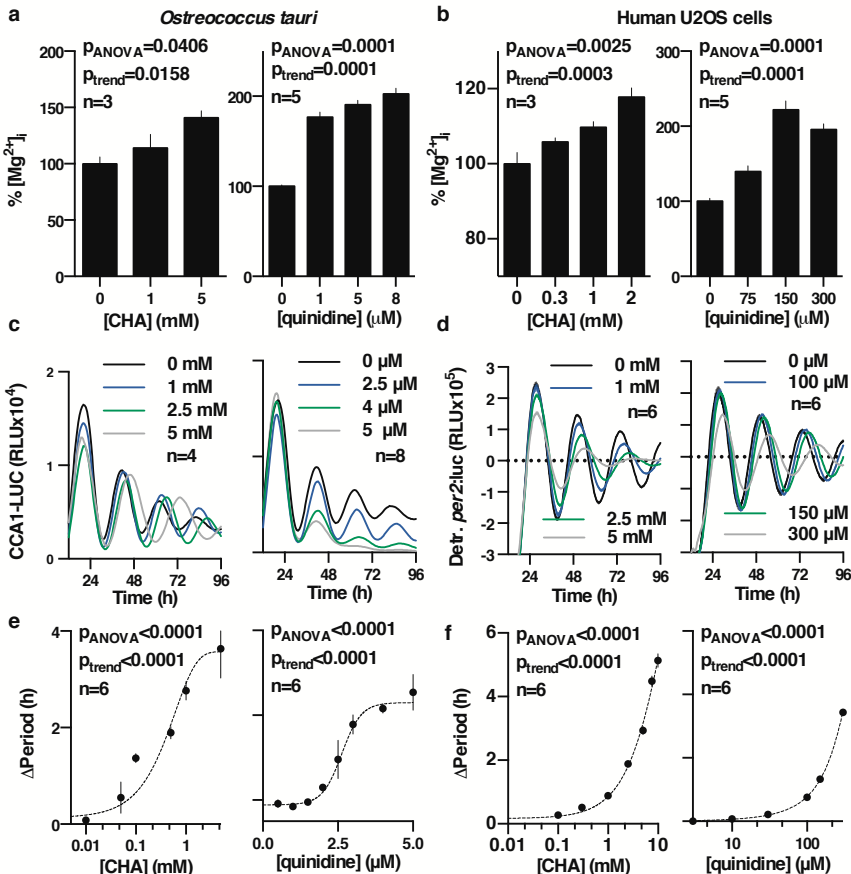 a
Ostreococcus tauri
b
Human U2OS cells
% [Mg2+]i
200
150
100
50
0
pANOVA=0.0406
ptrend=0.0158
n=3
0 1 5
[CHA] (mM)
200
100
0
pANOVA=0.0001
ptrend=0.0001
n=5
0 1 5 8
[quinidine] (μM)
% [Mg2+]i
120
100
80
pANOVA=0.0025
ptrend=0.0003
n=3
0 0.3 1 2
[CHA] (mM)
300
200
100
0
pANOVA=0.0001
ptrend=0.0001
n=5
0 75 150 300
[quinidine] (μM)
c
CCA1-LUC (RLUx10^4)
2
1
0
0 mM
1 mM
2.5 mM
5 mM
n=4
24 48 72 96
Time (h)
0 μM
2.5 μM
4 μM
5 μM
n=8
24 48 72 96
Time (h)
d
Detr. per2:luc (RLUx10^5)
3
2
1
0
-1
-2
-3
0 mM
1 mM
n=6
2.5 mM
5 mM
24 48 72 96
Time (h)
0 μM
100 μM
n=6
150 μM
300 μM
24 48 72 96
Time (h)
e
ΔPeriod (h)
4
2
0
pANOVA<0.0001
ptrend<0.0001
n=6
0.01 0.1 1
[CHA] (mM)
pANOVA<0.0001
ptrend<0.0001
n=6
0.0 2.5 5.0
[quinidine] (μM)
f
ΔPeriod (h)
6
4
2
0
pANOVA<0.0001
ptrend<0.0001
n=6
0.01 0.1 1 10
[CHA] (mM)
pANOVA<0.0001
ptrend<0.0001
n=6
10 100
[quinidine] (μM)